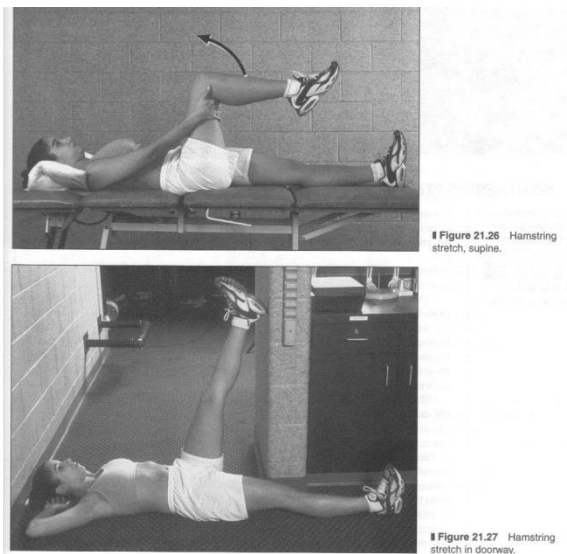 Figure 21.26 Hamstring
stretch, supine.
Figure 21.27 Hamstring
stretch in doorway.